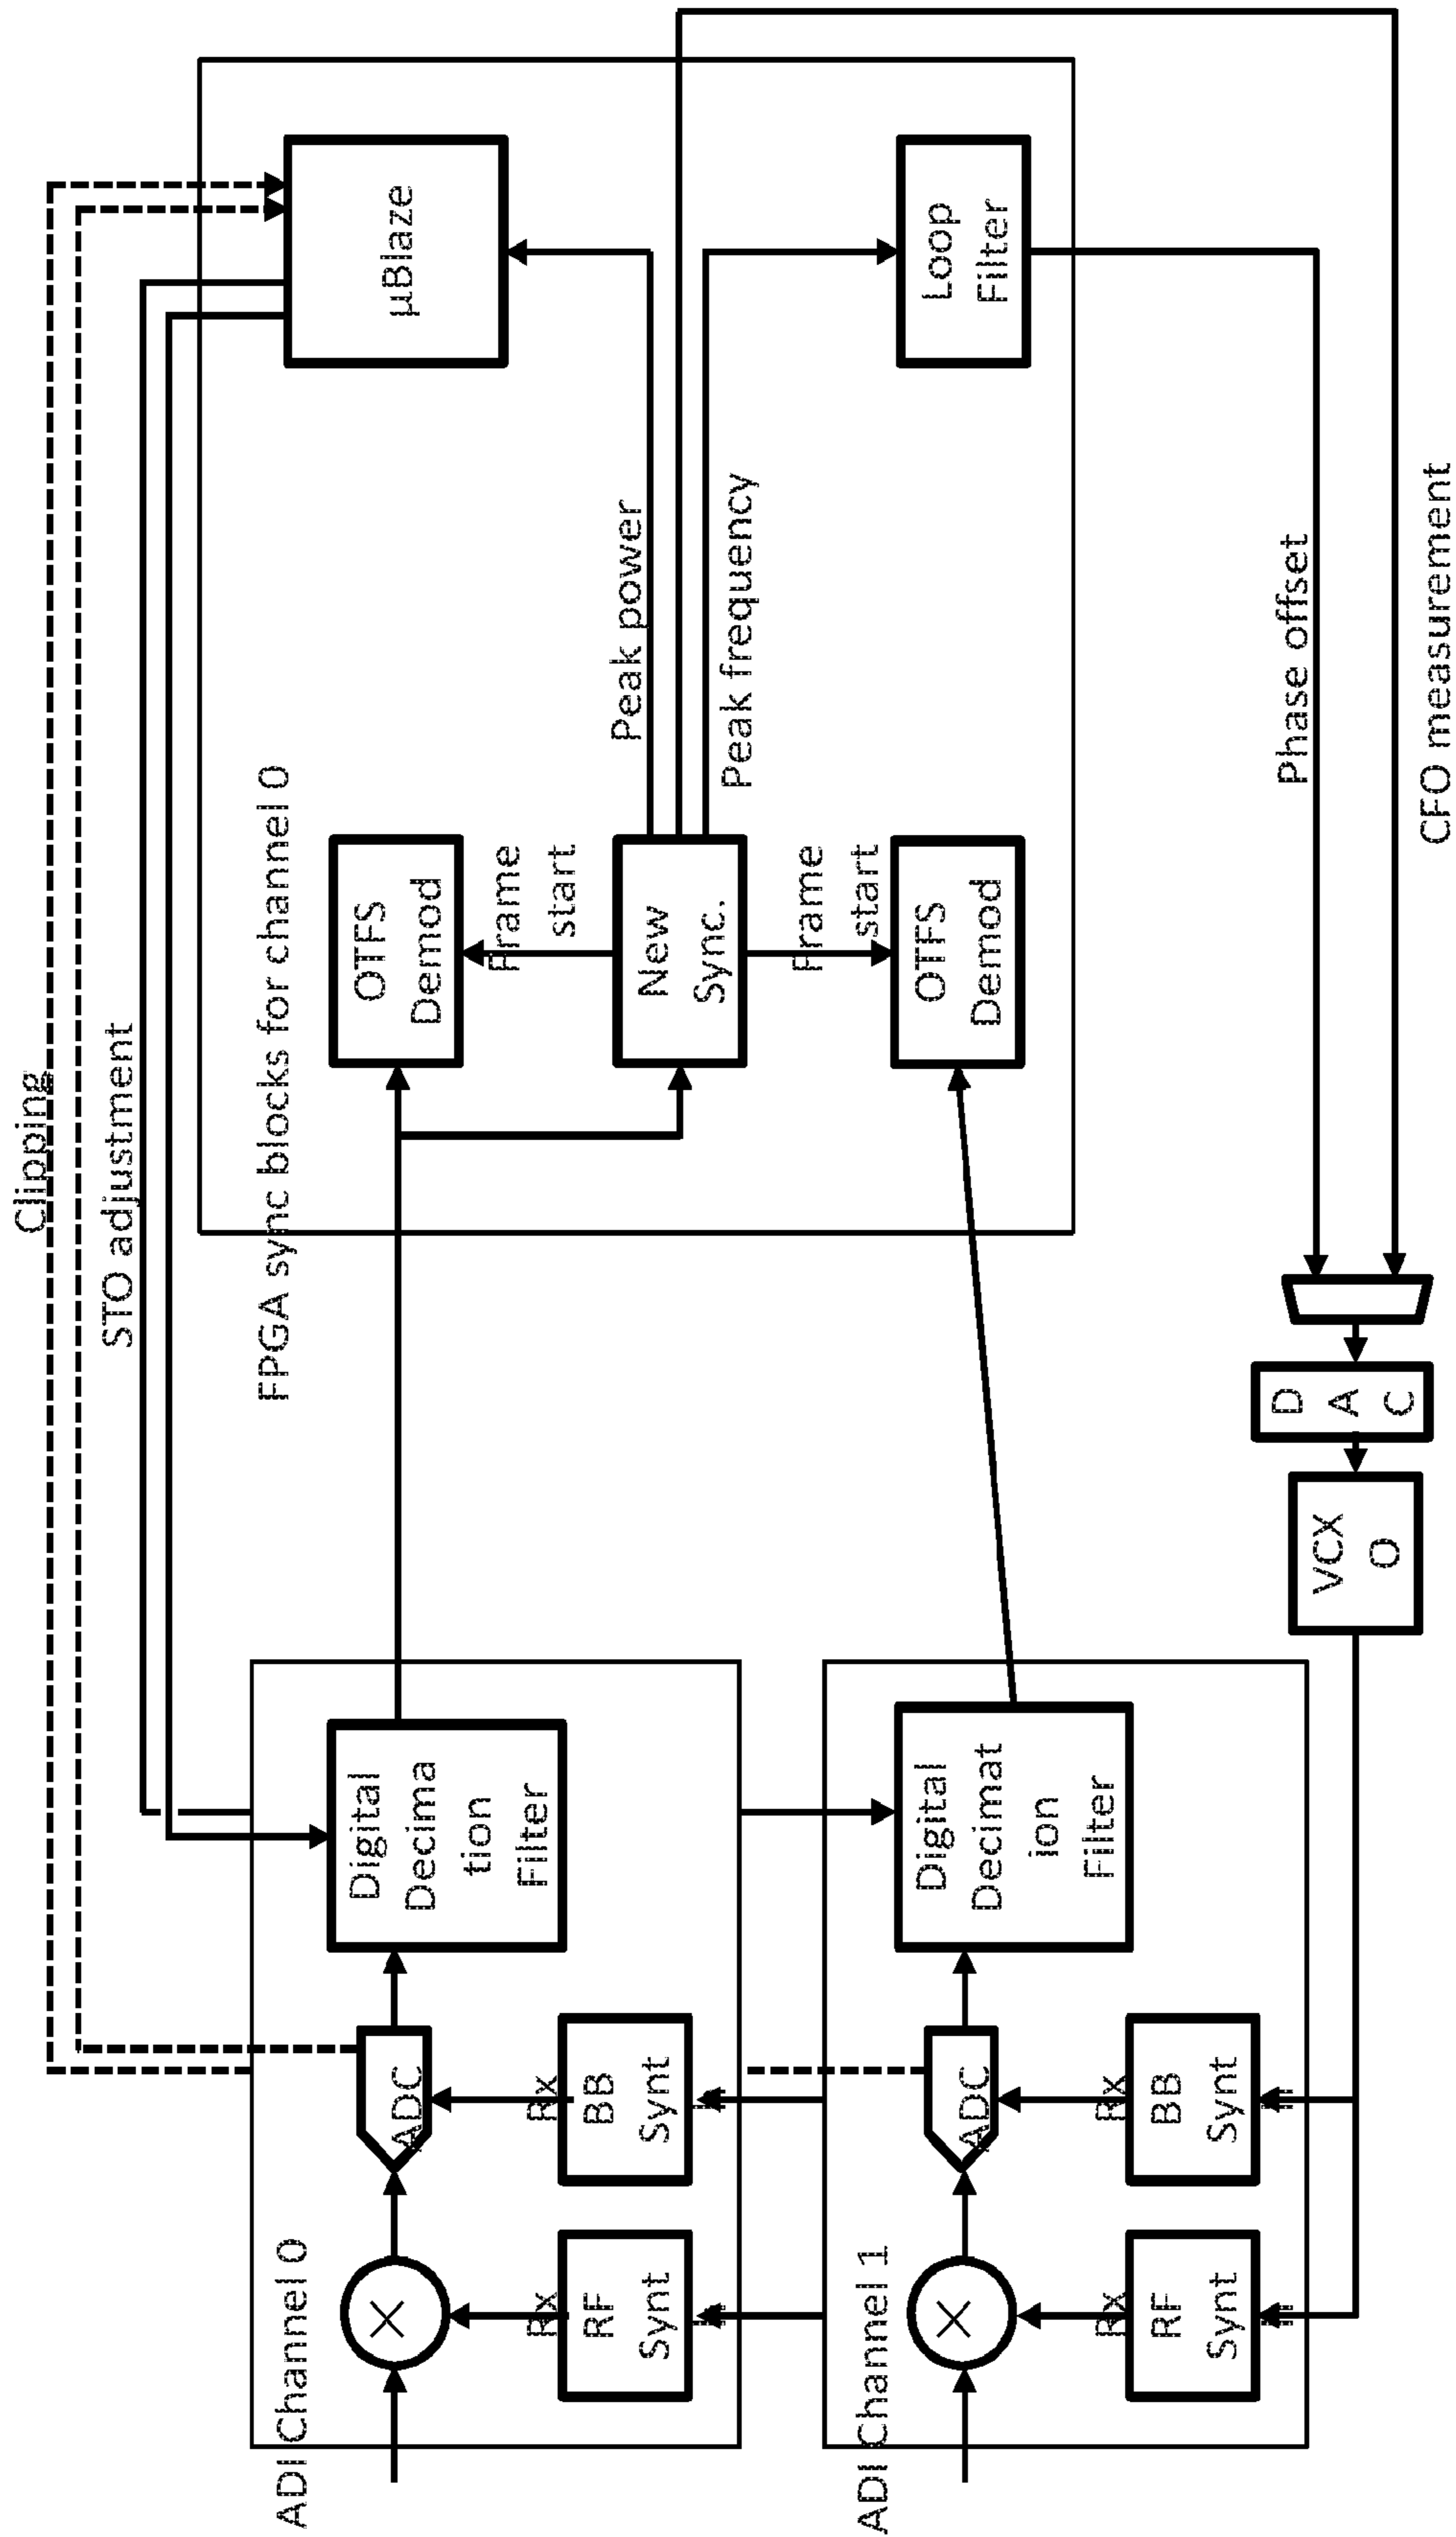 Clipping
STO adjustment
FPGA sync blocks for channel 0
ADI Channel 0
×
Rx
RF
Synt
Rx
BB
Synt
ADC
Digital
Decima
tion
Filter
OTFS
Demod
Frame
start
New
Sync.
Frame
start
OTFS
Demod
Peak power
Peak frequency
µBlaze
Loop
Filter
ADI Channel 1
×
Rx
RF
Synt
Rx
BB
Synt
ADC
Digital
Decimat
ion
Filter
VCX
O
D
A
C
Phase offset
CFO measurement